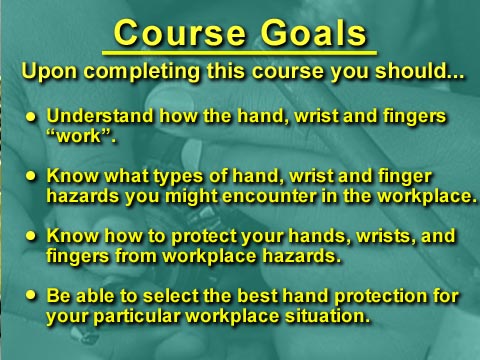 Course Goals
Upon completing this course you should...
• Understand how the hand, wrist and fingers
“work”.
• Know what types of hand, wrist and finger
hazards you might encounter in the workplace.
• Know how to protect your hands, wrists, and
fingers from workplace hazards.
• Be able to select the best hand protection for
your particular workplace situation.